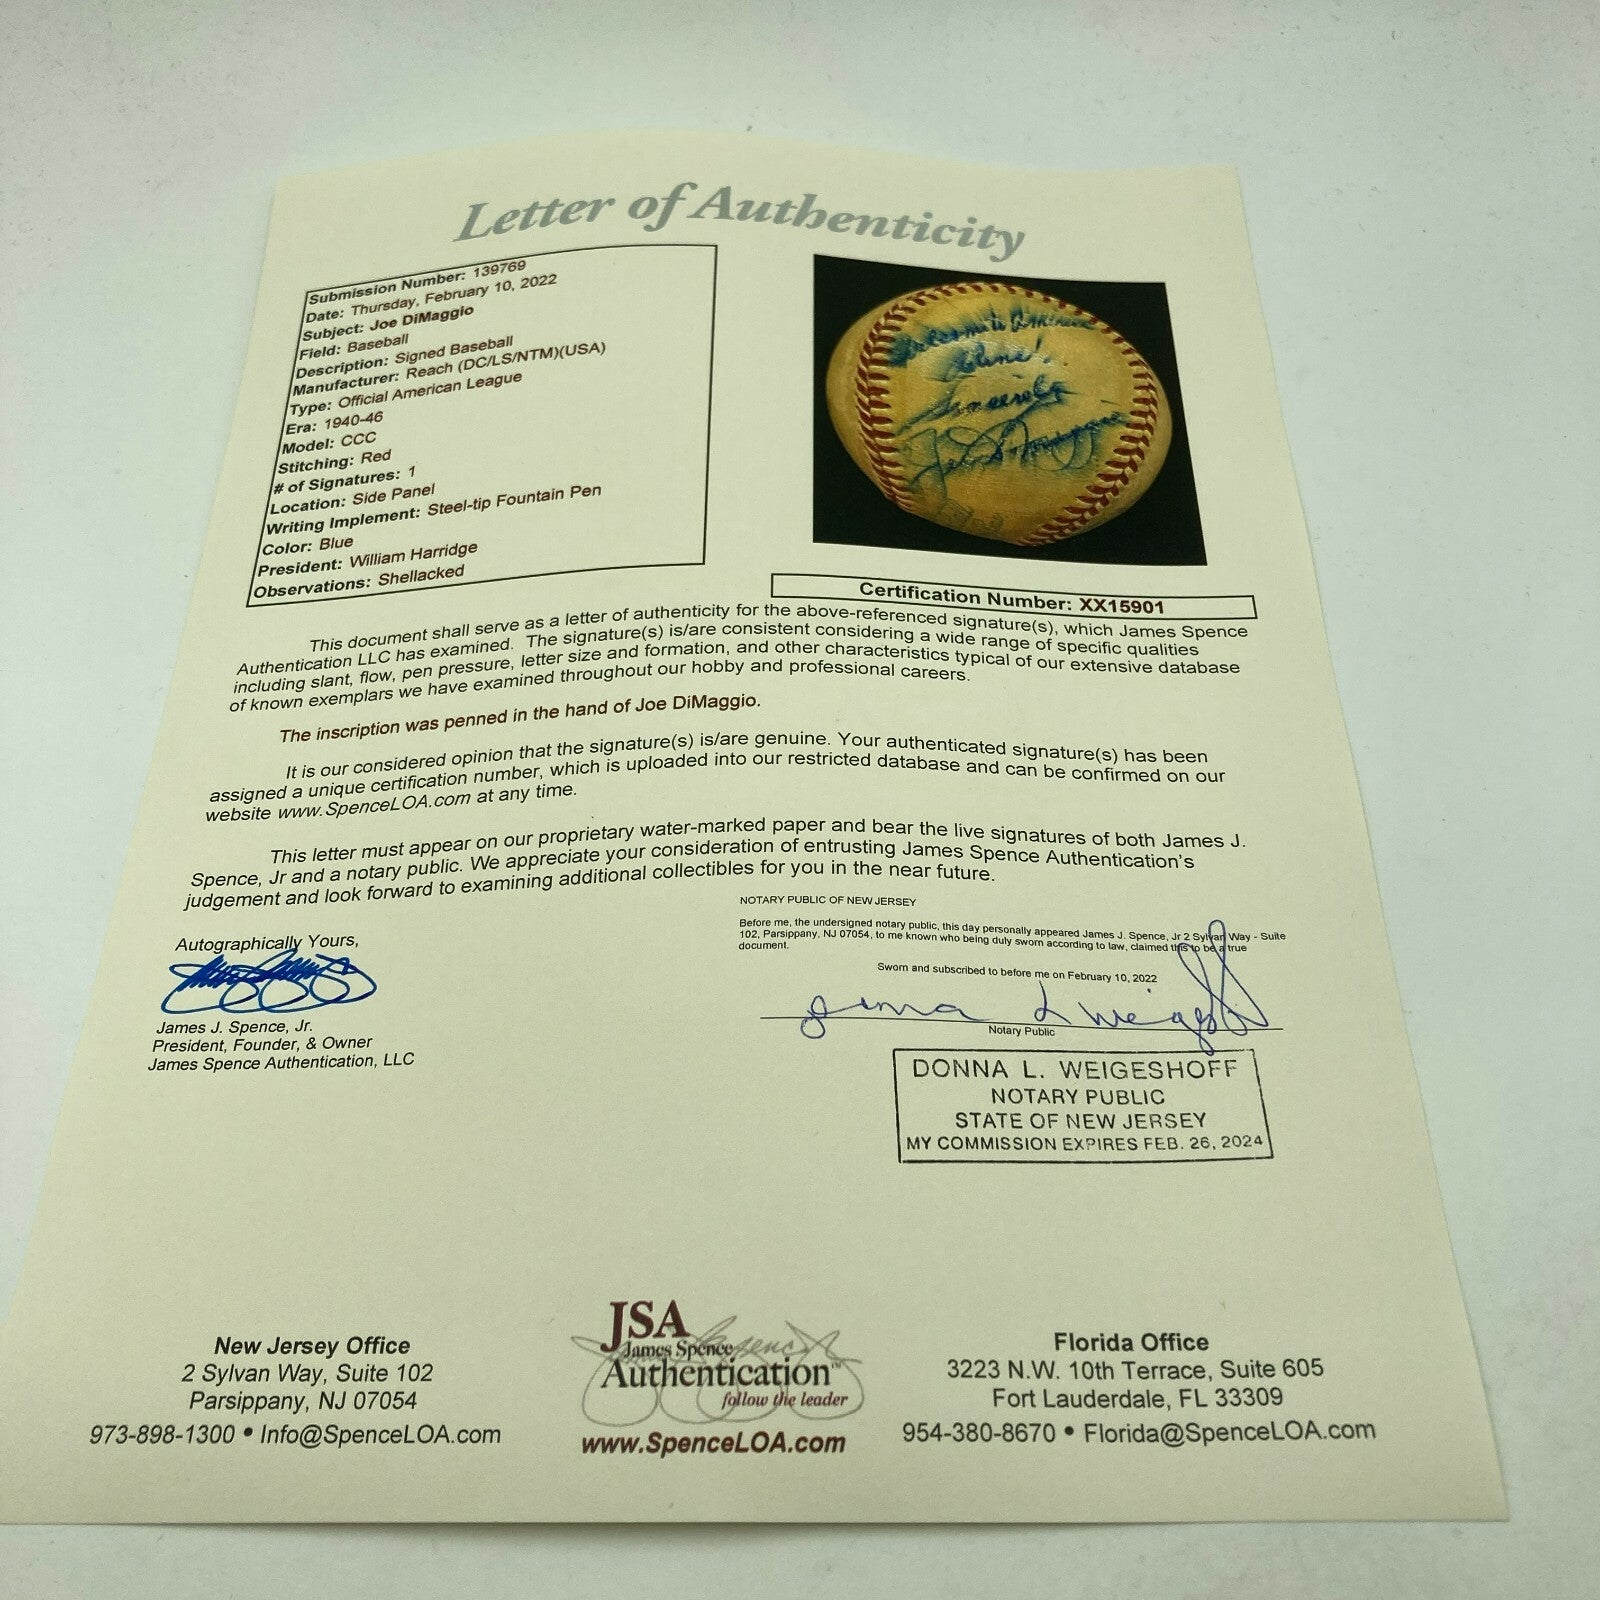 Letter of Authenticity
Submission Number: 139769
Date: Thursday, February 10, 2022
Subject: Joe DiMaggio
Field: Baseball
Description: Signed Baseball
Manufacturer: Reach (DC/LS/NTM)(USA)
Type: Official American League
Era: 1940-46
Model: CCC
Stitching: Red
# of Signatures: 1
Location: Side Panel
Writing Implement: Steel-tip Fountain Pen
Color: Blue
President: William Harridge
Observations: Shellacked
Sincerely
Joe DiMaggio
Certification Number: XX15901
This document shall serve as a letter of authenticity for the above-referenced signature(s), which James Spence
Authentication LLC has examined. The signature(s) is/are consistent considering a wide range of specific qualities
including slant, flow, pen pressure, letter size and formation, and other characteristics typical of our extensive database
of known exemplars we have examined throughout our hobby and professional careers.
The inscription was penned in the hand of Joe DiMaggio.
It is our considered opinion that the signature(s) is/are genuine. Your authenticated signature(s) has been
assigned a unique certification number, which is uploaded into our restricted database and can be confirmed on our
website www.SpenceLOA.com at any time.
This letter must appear on our proprietary water-marked paper and bear the live signatures of both James J.
Spence, Jr and a notary public. We appreciate your consideration of entrusting James Spence Authentication's
judgement and look forward to examining additional collectibles for you in the near future.
NOTARY PUBLIC OF NEW JERSEY
Before me, the undersigned notary public, this day personally appeared James J. Spence, Jr 2 Sylvan Way - Suite
102, Parsippany, NJ 07054, to me known who being duly sworn according to law, claimed this to be a true
document.
Sworn and subscribed to before me on February 10, 2022
Notary Public
Autographically Yours,
James J. Spence, Jr.
President, Founder, & Owner
James Spence Authentication, LLC
DONNA L. WEIGESHOFF
NOTARY PUBLIC
STATE OF NEW JERSEY
MY COMMISSION EXPIRES FEB. 26, 2024
New Jersey Office
2 Sylvan Way, Suite 102
Parsippany, NJ 07054
973-898-1300 • Info@SpenceLOA.com
JSA
James Spence
Authentication™
follow the leader
www.SpenceLOA.com
Florida Office
3223 N.W. 10th Terrace, Suite 605
Fort Lauderdale, FL 33309
954-380-8670 • Florida@SpenceLOA.com